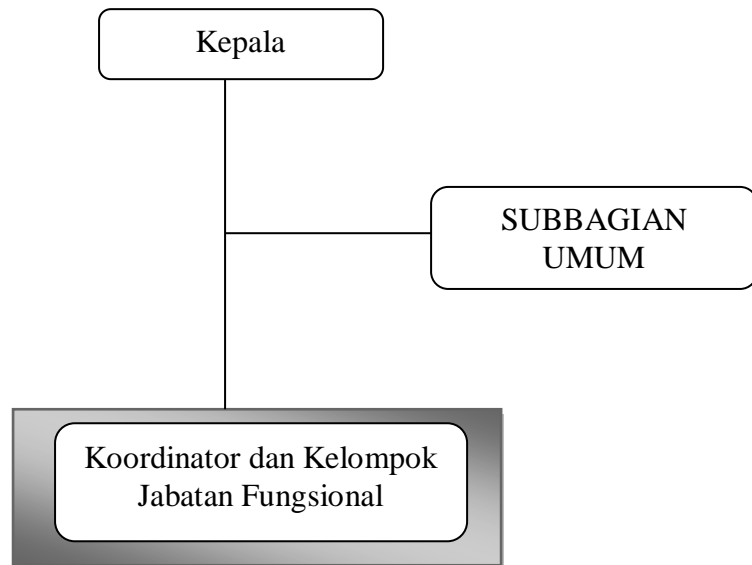 Kepala
SUBBAGIAN
UMUM
Koordinator dan Kelompok
Jabatan Fungsional